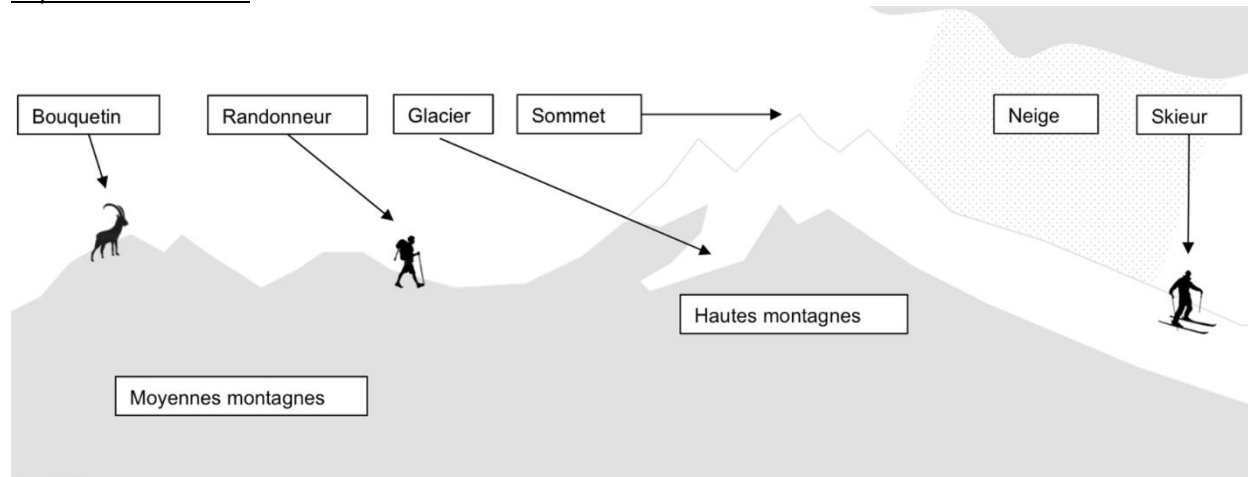 Bouquetin
Randonneur
Glacier
Sommet
Neige
Skieur
Hautes montagnes
Moyennes montagnes